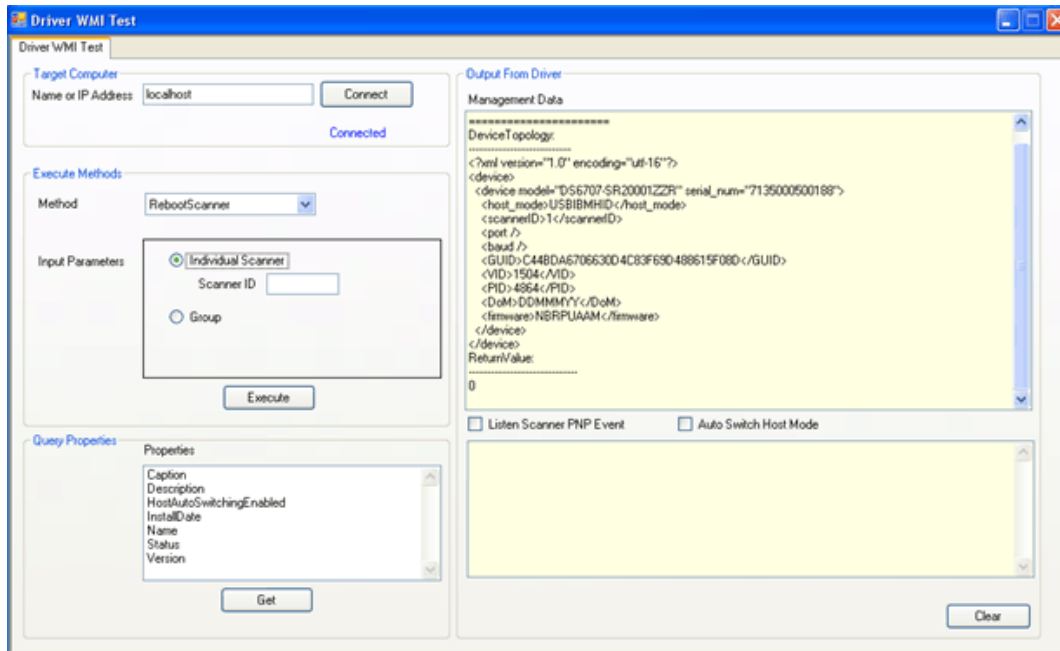 Driver WMI Test
Driver WMI Test
Target Computer
Name or IP Address localhost Connect
Connected
Execute Methods
Method RebootScanner
Input Parameters
Individual Scanner
Scanner ID
Group
Execute
Query Properties
Properties
Caption
Description
HostAutoSwitchingEnabled
InstallDate
Name
Status
Version
Get
Output From Driver
Management Data
=======================
DeviceTopology:
----------------------------
<?xml version="1.0" encoding="utf-16"?>
<device>
<device model="DS6707-SR20001ZZR" serial_num="7135000500188">
<host_mode>USBIBMHID</host_mode>
<scannerID>1</scannerID>
<port />
<baud />
<GUID>C44BDA6706630D4C83F69D488615F08D</GUID>
<VID>1504</VID>
<PID>4864</PID>
<DoM>DDMMMYY</DoM>
<firmware>NBRPUAAM</firmware>
</device>
</device>
ReturnValue:
-----------------------------
0
Listen Scanner PNP Event Auto Switch Host Mode
Clear